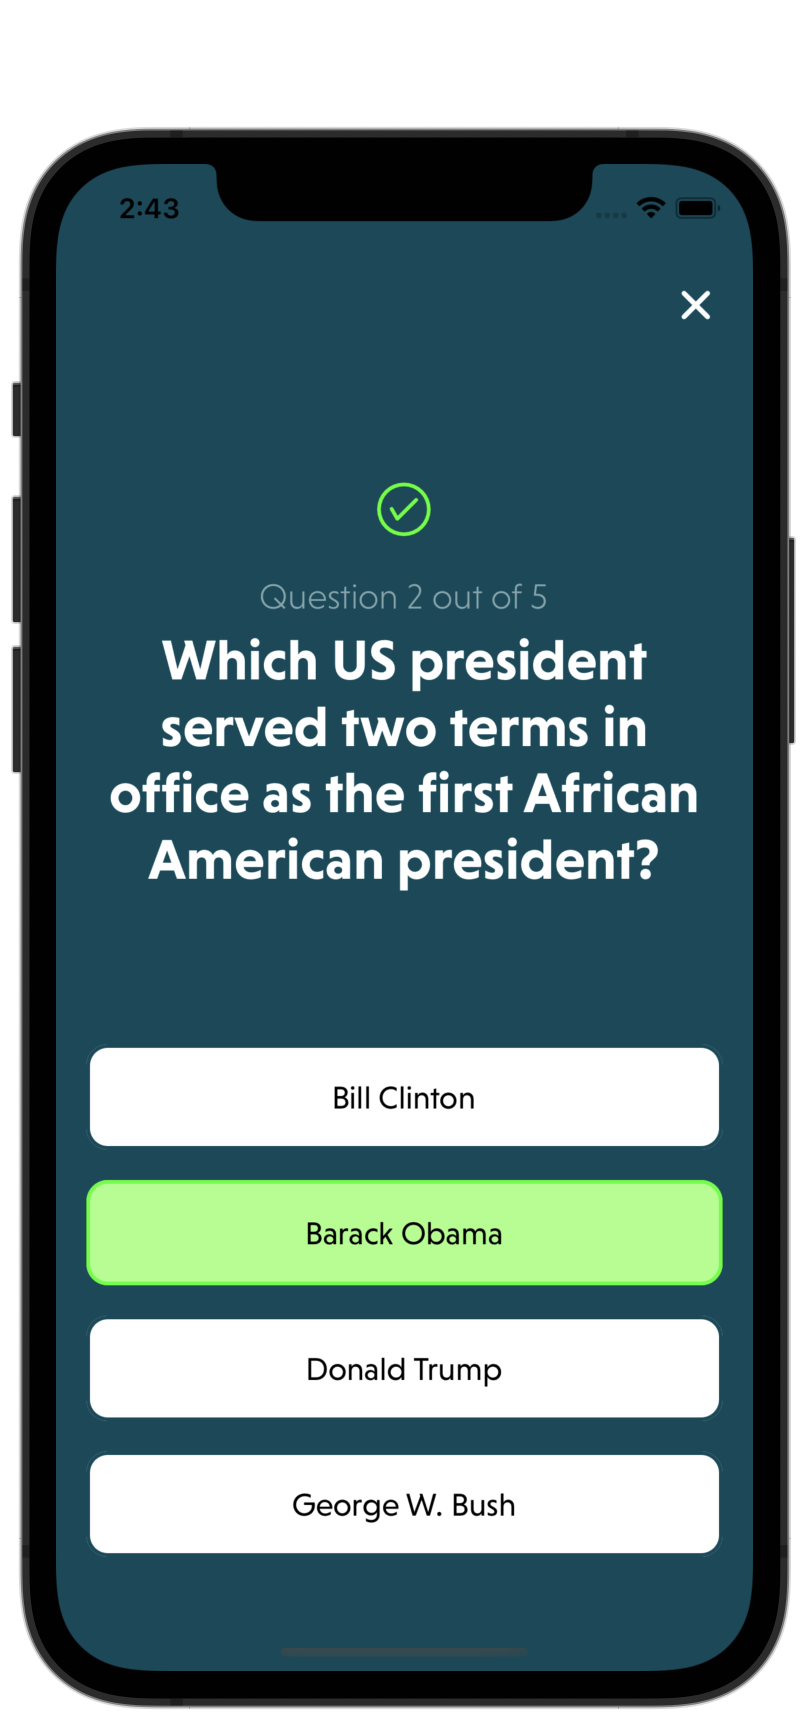 2:43
Question 2 out of 5
Which US president
served two terms in
office as the first African
American president?
Bill Clinton
Barack Obama
Donald Trump
George W. Bush